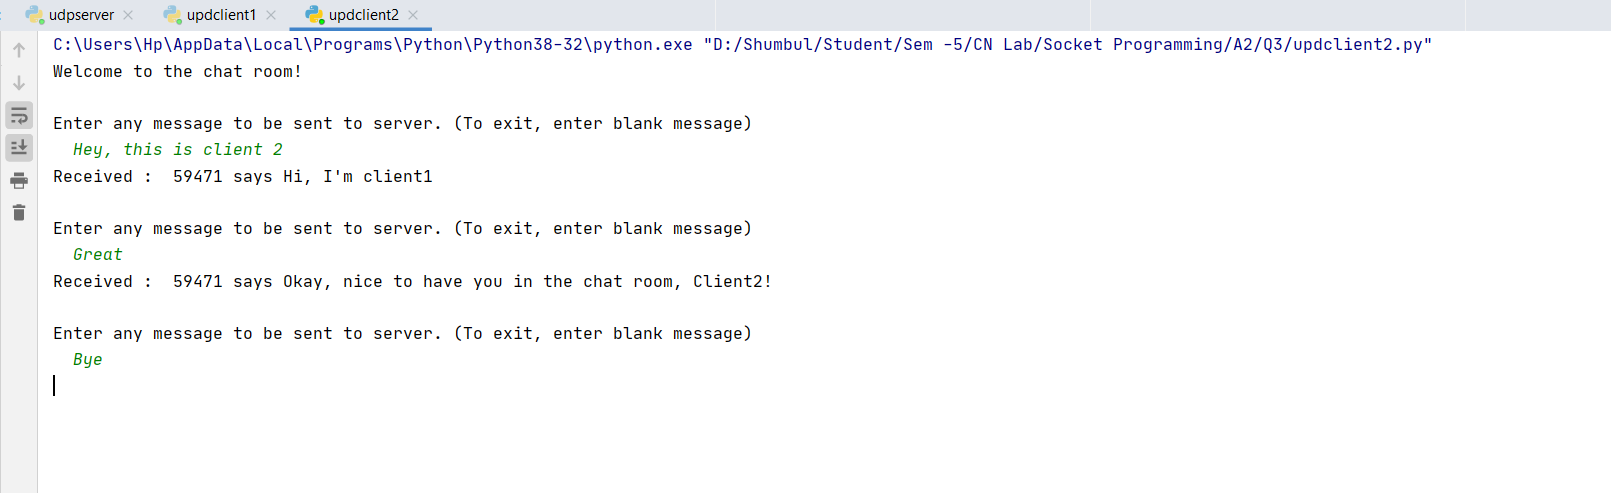 udpserver updclient1 updclient2
C:\Users\Hp\AppData\Local\Programs\Python\Python38-32\python.exe "D:/Shumbul/Student/Sem -5/CN Lab/Socket Programming/A2/Q3/updclient2.py"
Welcome to the chat room!
Enter any message to be sent to server. (To exit, enter blank message)
Hey, this is client 2
Received :  59471 says Hi, I'm client1
Enter any message to be sent to server. (To exit, enter blank message)
Great
Received :  59471 says Okay, nice to have you in the chat room, Client2!
Enter any message to be sent to server. (To exit, enter blank message)
Bye